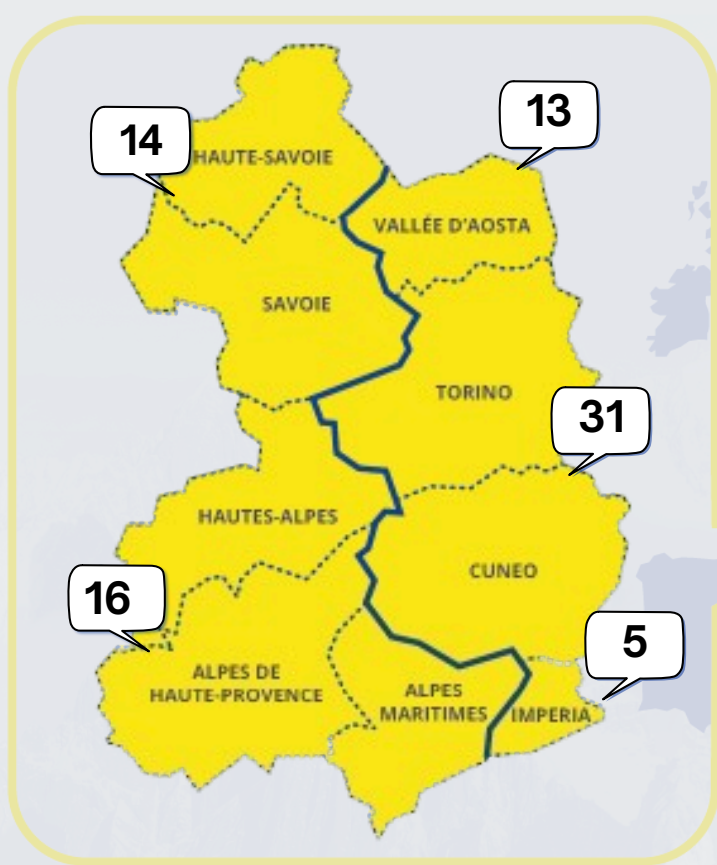 13
14
HAUTE-SAVOIE
VALLÉE D'AOSTA
SAVOIE
TORINO
31
HAUTES-ALPES
CUNEO
16
5
ALPES DE
HAUTE-PROVENCE
ALPES
MARITIMES
IMPERIA